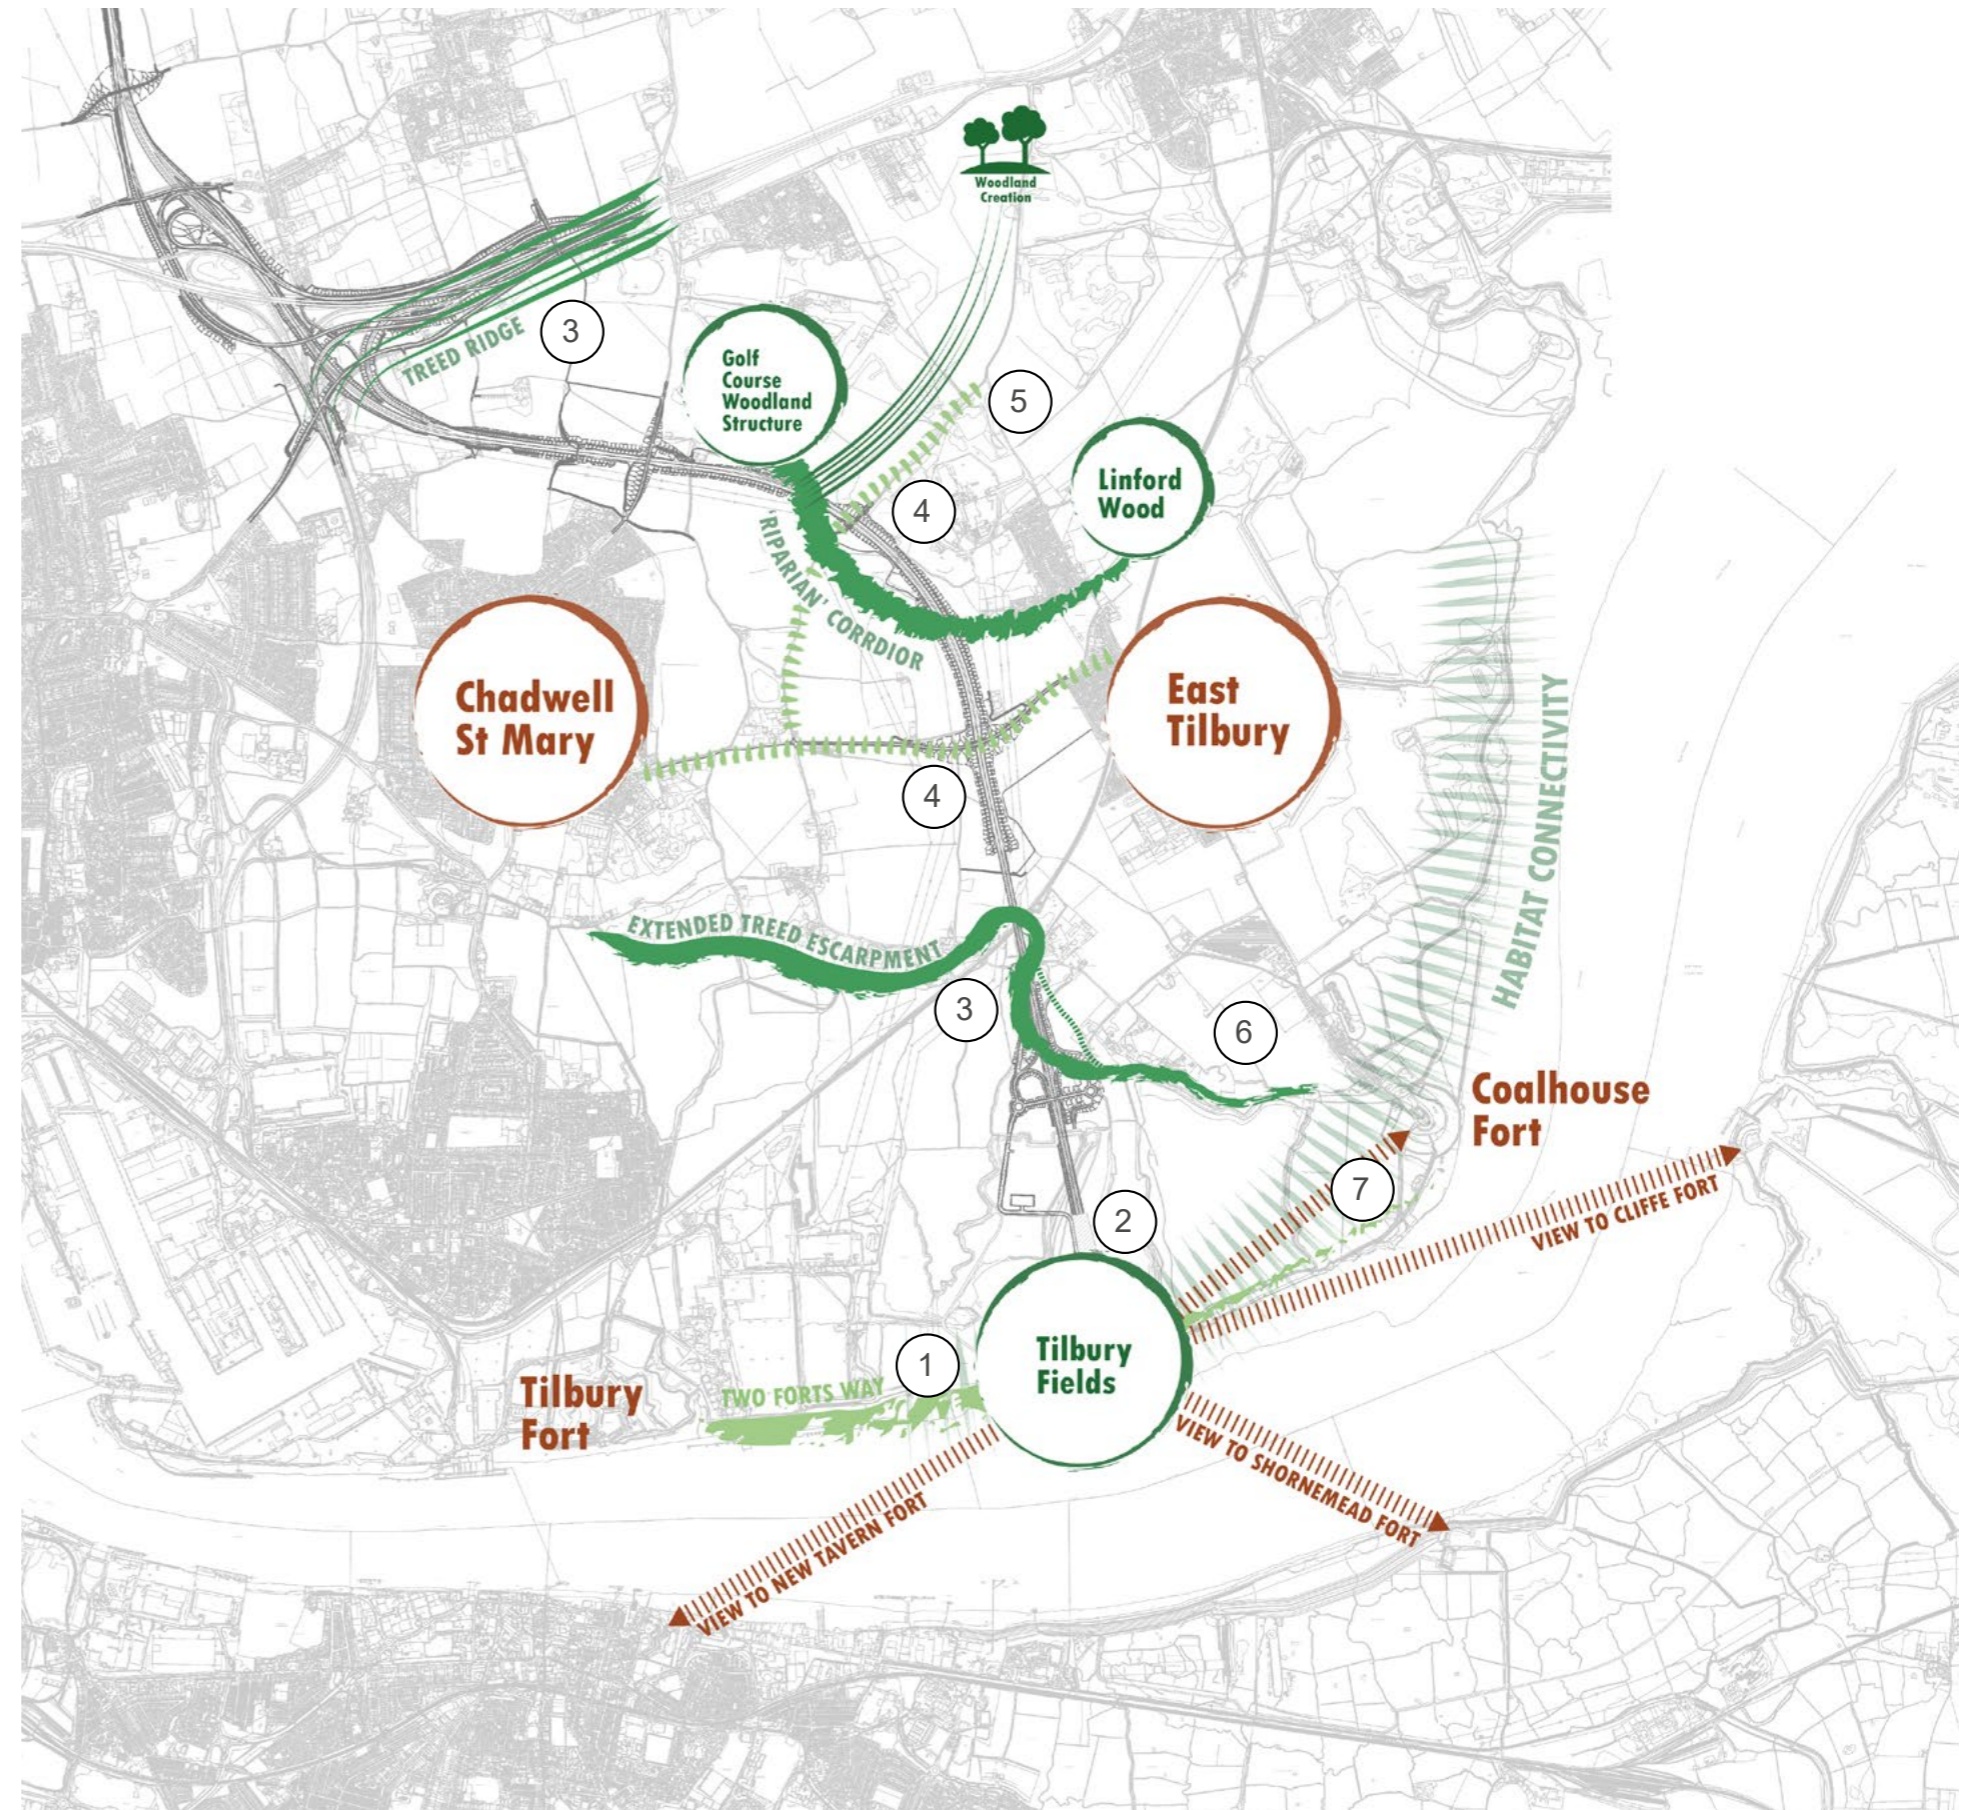 Woodland
Creation
3
TREED RIDGE
Golf
Course
Woodland
Structure
5
Linford
Wood
4
'RIPARIAN' CORRDIOR
Chadwell
St Mary
East
Tilbury
4
HABITAT CONNECTIVITY
EXTENDED TREED ESCARPMENT
3
6
Coalhouse
Fort
7
VIEW TO CLIFFE FORT
2
Tilbury
Fields
1
TWO FORTS WAY
Tilbury
Fort
VIEW TO SHORNEMEAD FORT
VIEW TO NEW TAVERN FORT